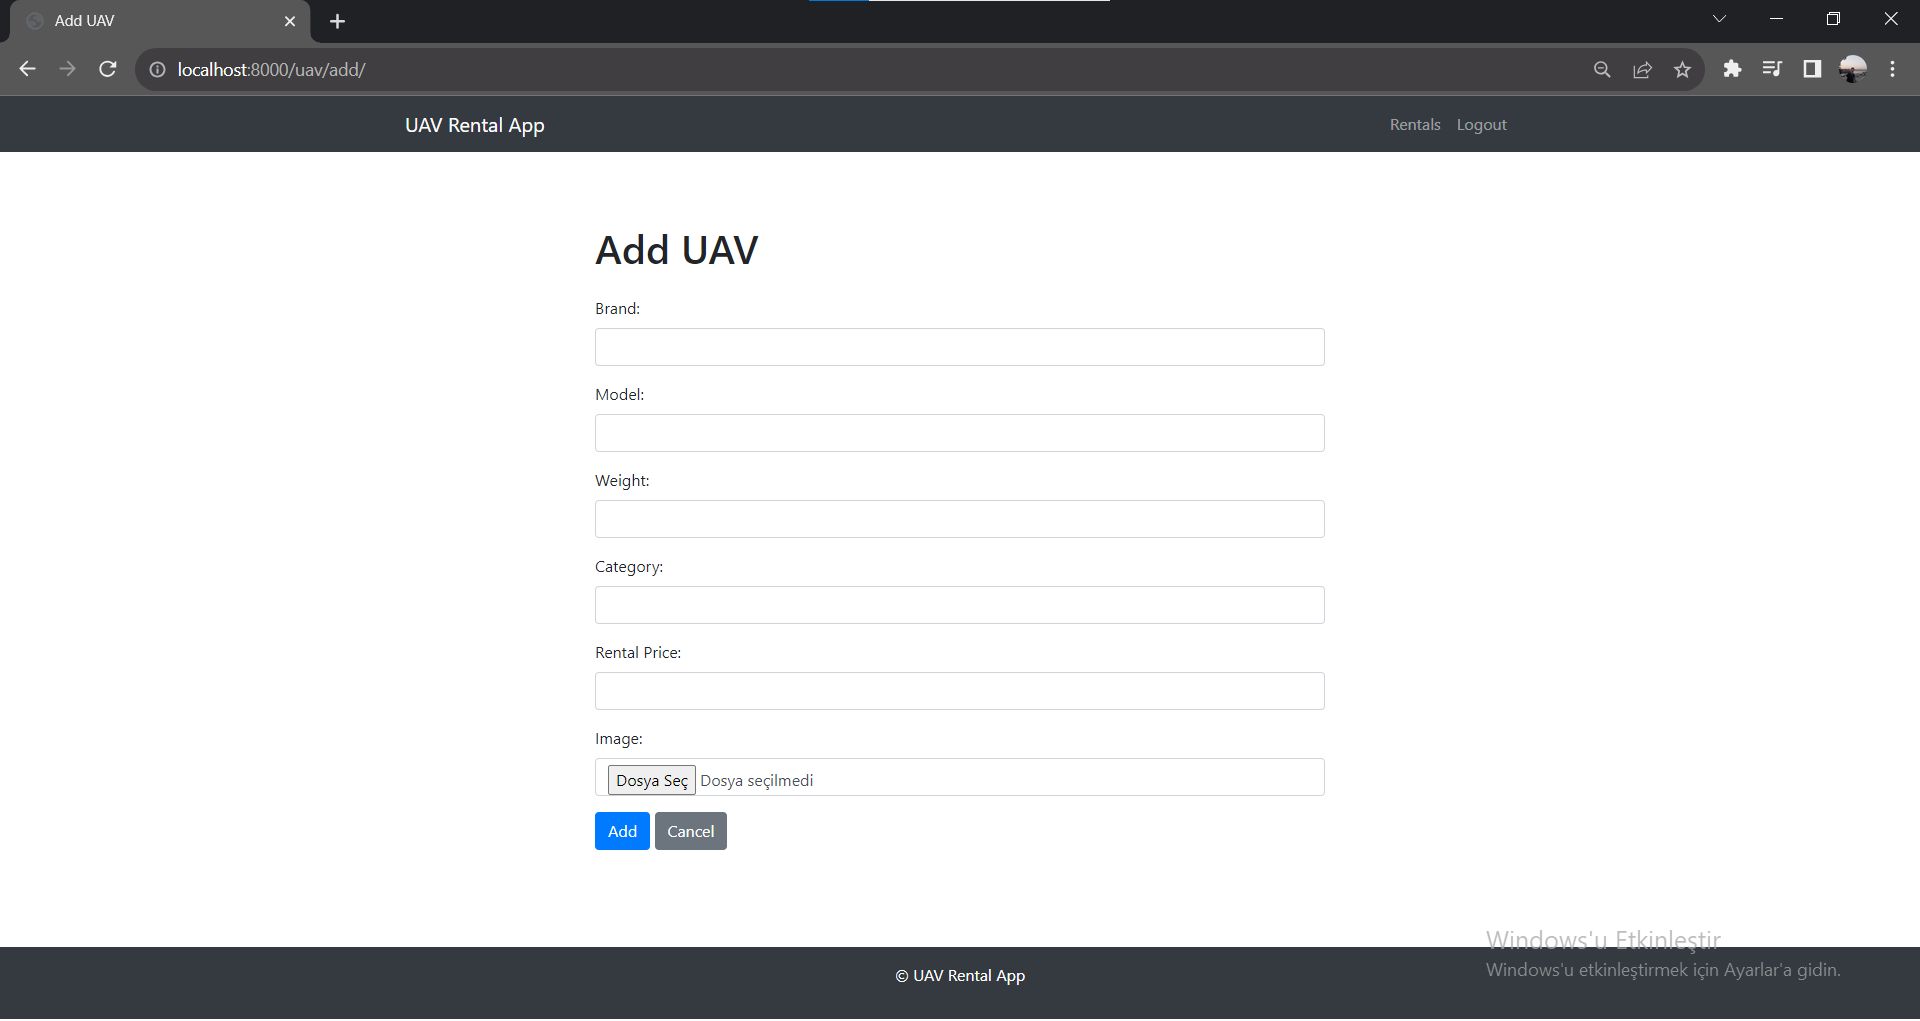 Add UAV
localhost:8000/uav/add/
UAV Rental App
Rentals Logout
Add UAV
Brand:
Model:
Weight:
Category:
Rental Price:
Image:
Dosya Seç Dosya seçilmedi
Add Cancel
Windows'u Etkinleştir
Windows'u etkinleştirmek için Ayarlar'a gidin.
© UAV Rental App